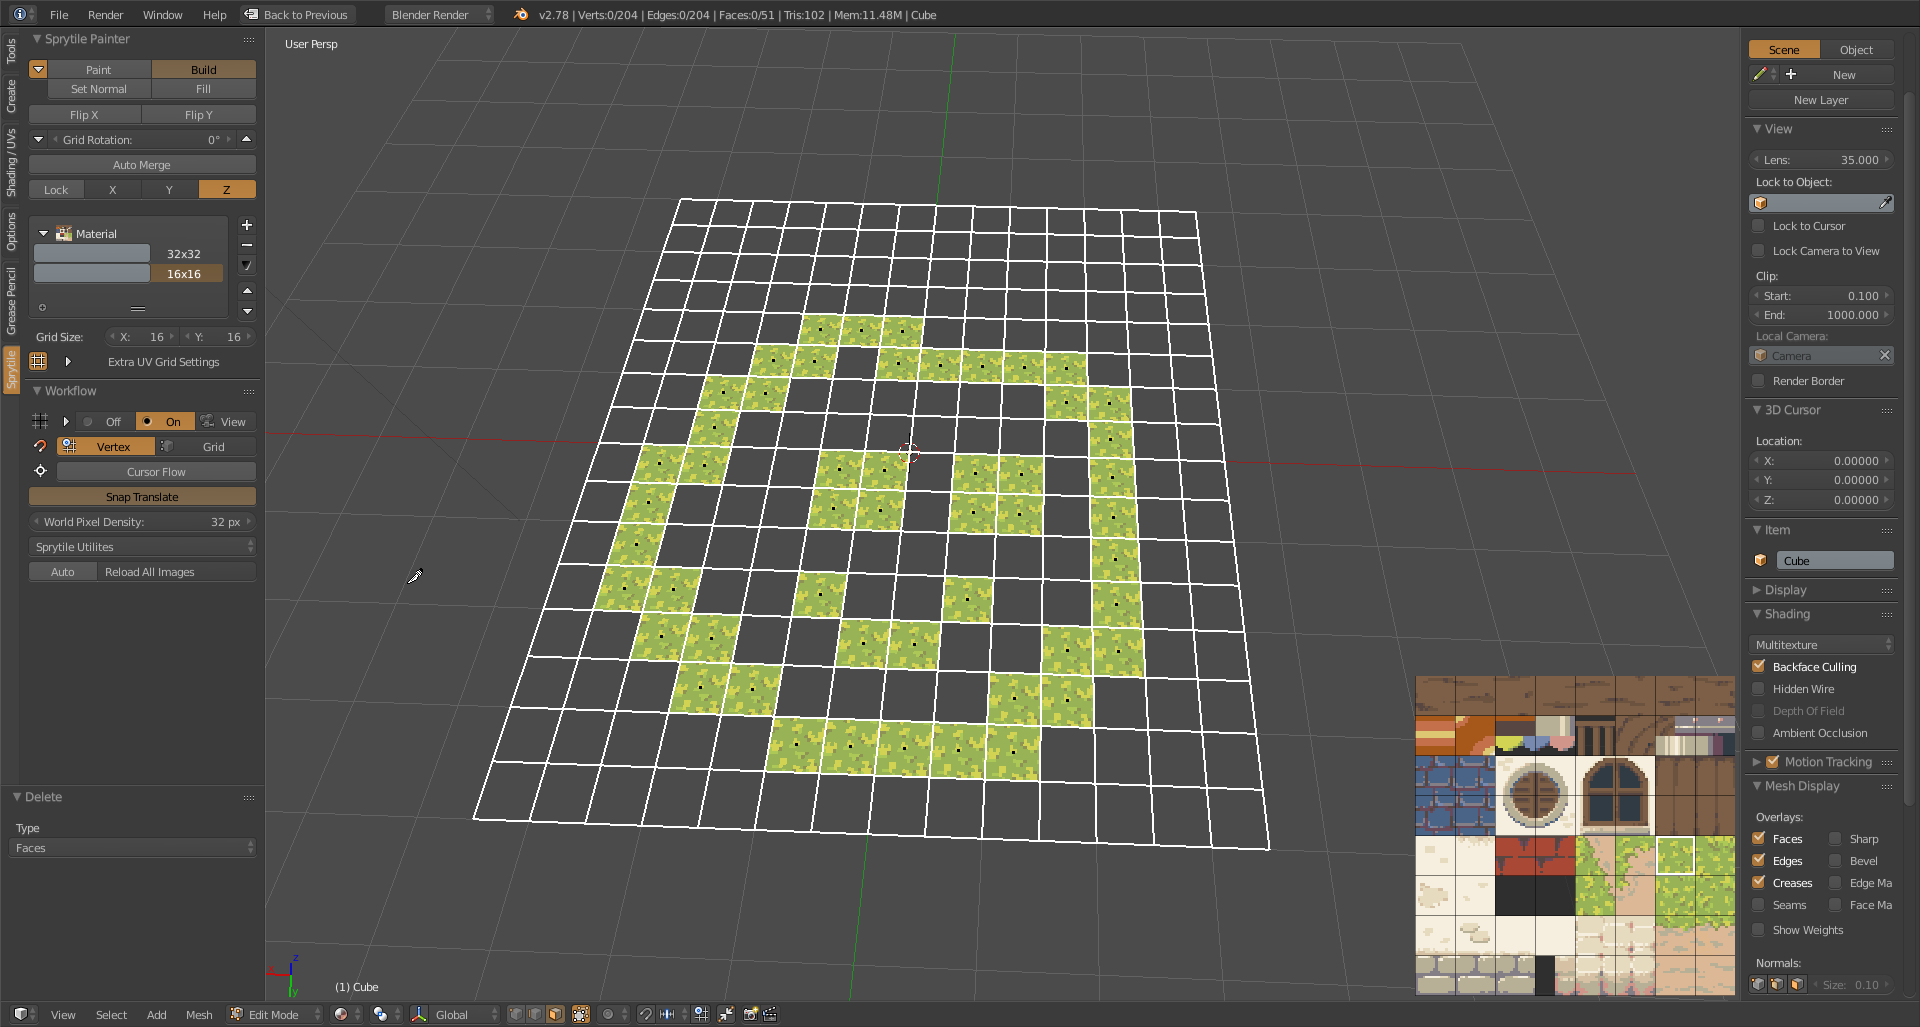 File Render Window Help Back to Previous Blender Render v2.78 | Verts:0/204 | Edges:0/204 | Faces:0/51 | Tris:102 | Mem:11.48M | Cube
Tools
Create
Shading / UVs
Options
Grease Pencil
Sprytile
Sprytile Painter
Paint Build
Set Normal Fill
Flip X Flip Y
Grid Rotation: 0°
Auto Merge
Lock X Y Z
Material
32x32
16x16
Grid Size: X: 16 Y: 16
Extra UV Grid Settings
Workflow
Off On View
Vertex Grid
Cursor Flow
Snap Translate
World Pixel Density: 32 px
Sprytile Utilites
Auto Reload All Images
Delete
Type
Faces
User Persp
z
y
(1) Cube
Scene Object
New
New Layer
View
Lens: 35.000
Lock to Object:
Lock to Cursor
Lock Camera to View
Clip:
Start: 0.100
End: 1000.000
Local Camera:
Camera
Render Border
3D Cursor
Location:
X: 0.00000
Y: 0.00000
Z: 0.00000
Item
Cube
Display
Shading
Multitexture
Backface Culling
Hidden Wire
Depth Of Field
Ambient Occlusion
Motion Tracking
Mesh Display
Overlays:
Faces Sharp
Edges Bevel
Creases Edge Ma
Seams Face Ma
Show Weights
Normals:
Size: 0.10
View Select Add Mesh Edit Mode Global